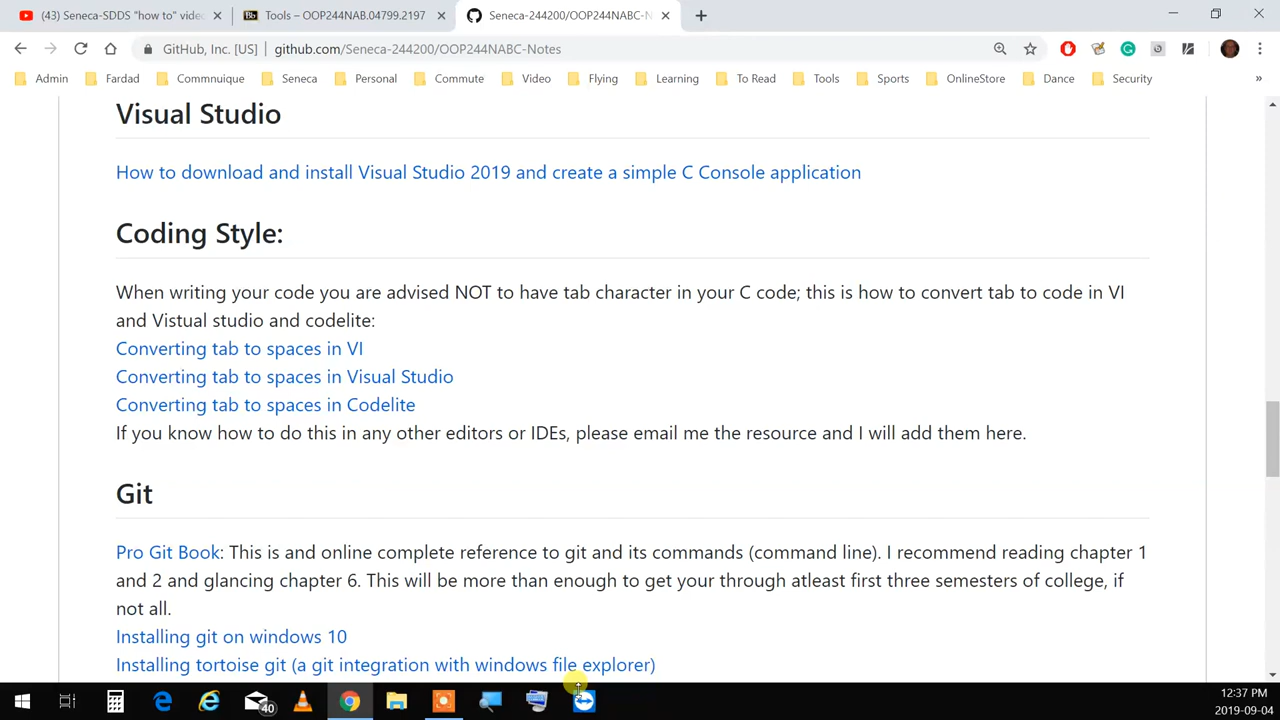 (43) Seneca-SDDS "how to" vide
Tools – OOP244NAB.04799.2197
Seneca-244200/OOP244NABC-N
GitHub, Inc. [US]
github.com/Seneca-244200/OOP244NABC-Notes
Admin
Fardad
Commnuique
Seneca
Personal
Commute
Video
Flying
Learning
To Read
Tools
Sports
OnlineStore
Dance
Security
»
Visual Studio
How to download and install Visual Studio 2019 and create a simple C Console application
Coding Style:
When writing your code you are advised NOT to have tab character in your C code; this is how to convert tab to code in VI
and Vistual studio and codelite:
Converting tab to spaces in VI
Converting tab to spaces in Visual Studio
Converting tab to spaces in Codelite
If you know how to do this in any other editors or IDEs, please email me the resource and I will add them here.
Git
Pro Git Book: This is and online complete reference to git and its commands (command line). I recommend reading chapter 1
and 2 and glancing chapter 6. This will be more than enough to get your through atleast first three semesters of college, if
not all.
Installing git on windows 10
Installing tortoise git (a git integration with windows file explorer)
40
12:37 PM
2019-09-04